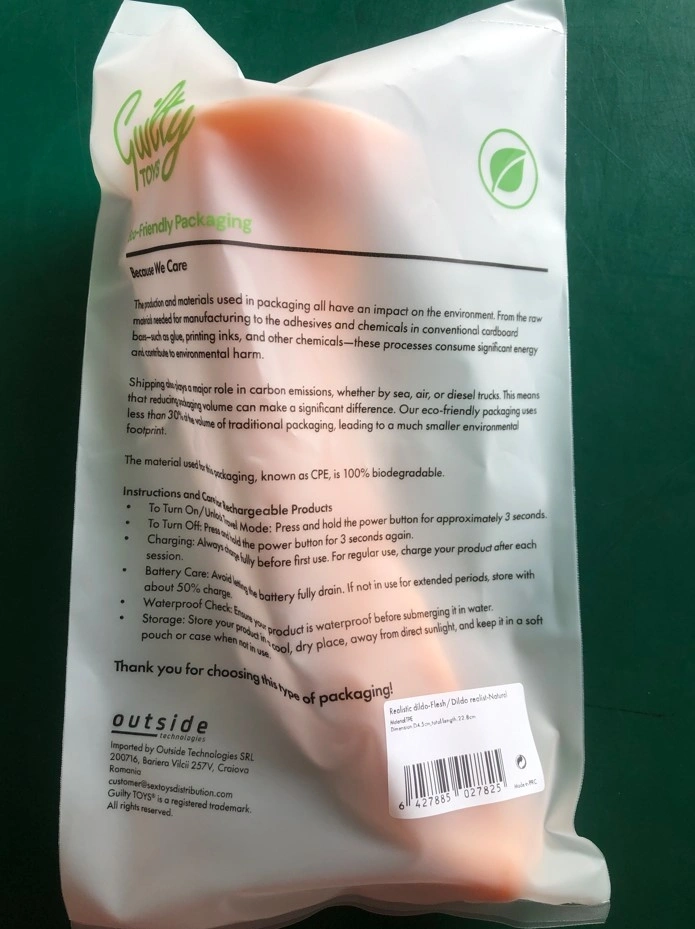 Guilty
TOYS
Eco-Friendly Packaging
Because We Care
The production and materials used in packaging all have an impact on the environment. From the raw
materials needed for manufacturing to the adhesives and chemicals in conventional cardboard
boxes—such as glue, printing inks, and other chemicals—these processes consume significant energy
and contribute to environmental harm.
Shipping also plays a major role in carbon emissions, whether by sea, air, or diesel trucks. This means
that reducing packaging volume can make a significant difference. Our eco-friendly packaging uses
less than 30% of the volume of traditional packaging, leading to a much smaller environmental
footprint.
The material used for this packaging, known as CPE, is 100% biodegradable.
Instructions and Care for Rechargeable Products
• To Turn On/Unlock Travel Mode: Press and hold the power button for approximately 3 seconds.
• To Turn Off: Press and hold the power button for 3 seconds again.
• Charging: Always charge fully before first use. For regular use, charge your product after each
session.
• Battery Care: Avoid letting the battery fully drain. If not in use for extended periods, store with
about 50% charge.
• Waterproof Check: Ensure your product is waterproof before submerging it in water.
• Storage: Store your product in a cool, dry place, away from direct sunlight, and keep it in a soft
pouch or case when not in use.
Thank you for choosing this type of packaging!
outside
technologies
Imported by Outside Technologies SRL
200716, Bariera Vilcii 257V, Craiova
Romania
customer@sextoysdistribution.com
Guilty TOYS® is a registered trademark.
All rights reserved.
Realistic dildo-Flesh/Dildo realist-Natural
Material:TPE
Dimension:D4.5cm,total length:23.8cm
Made in PRC
6 427885 027825